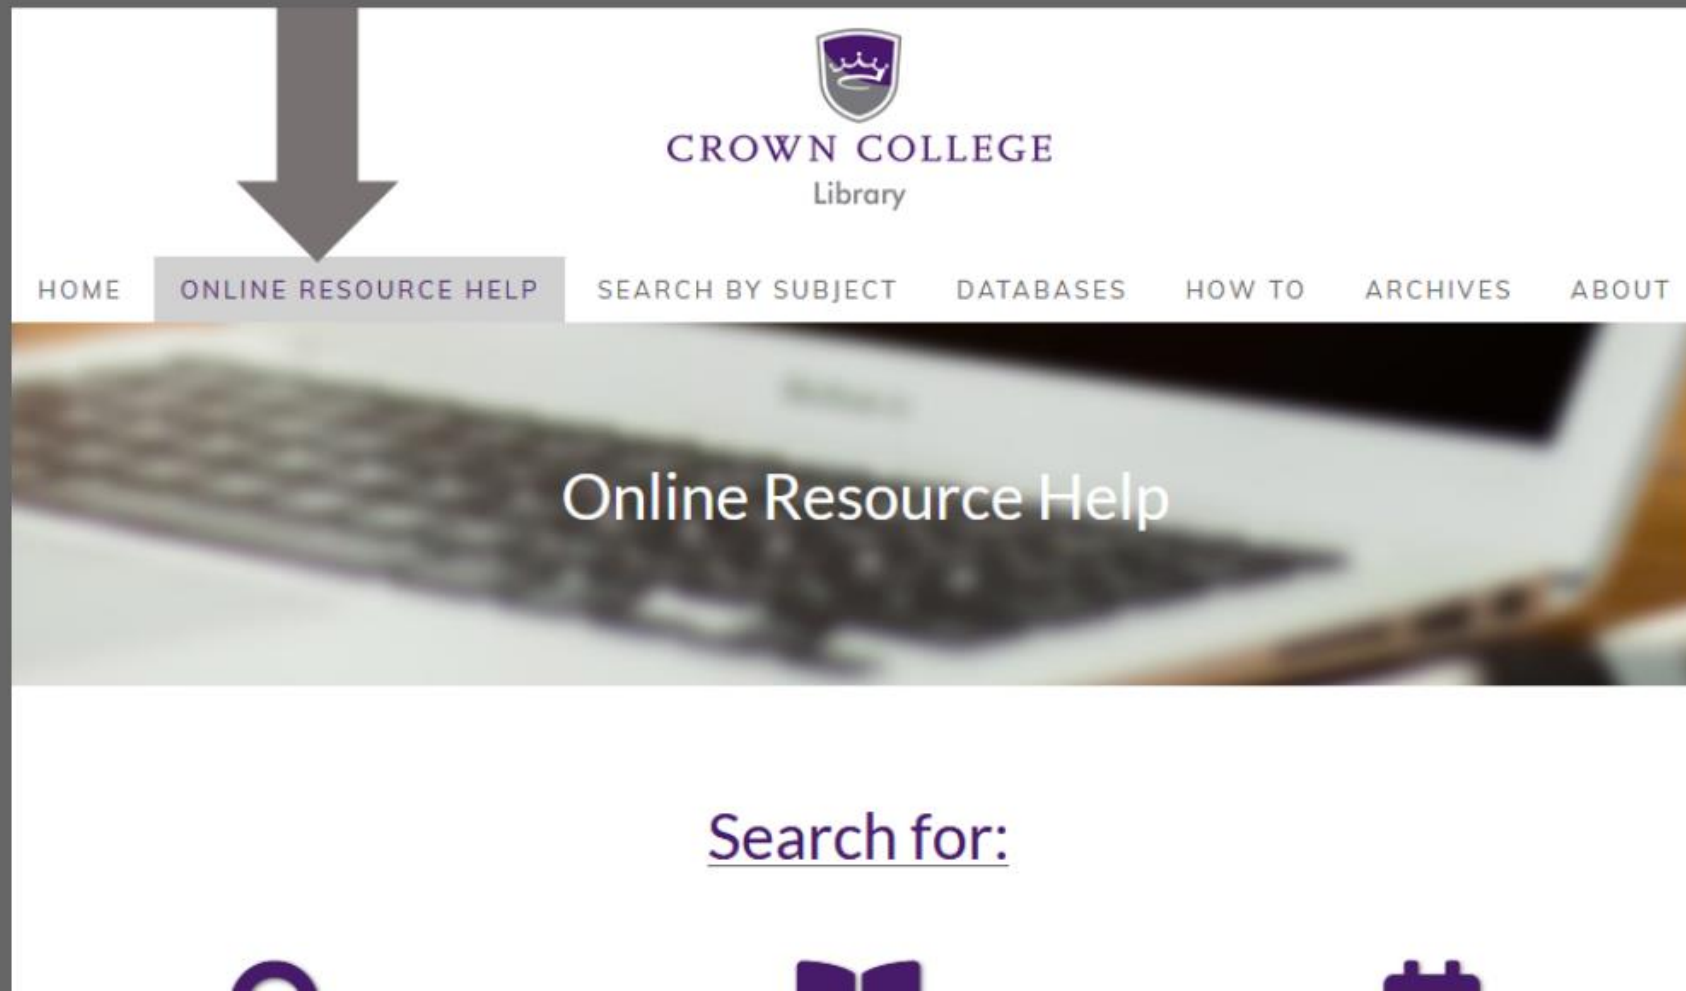 CROWN COLLEGE
Library
HOME ONLINE RESOURCE HELP SEARCH BY SUBJECT DATABASES HOW TO ARCHIVES ABOUT
Online Resource Help
Search for: